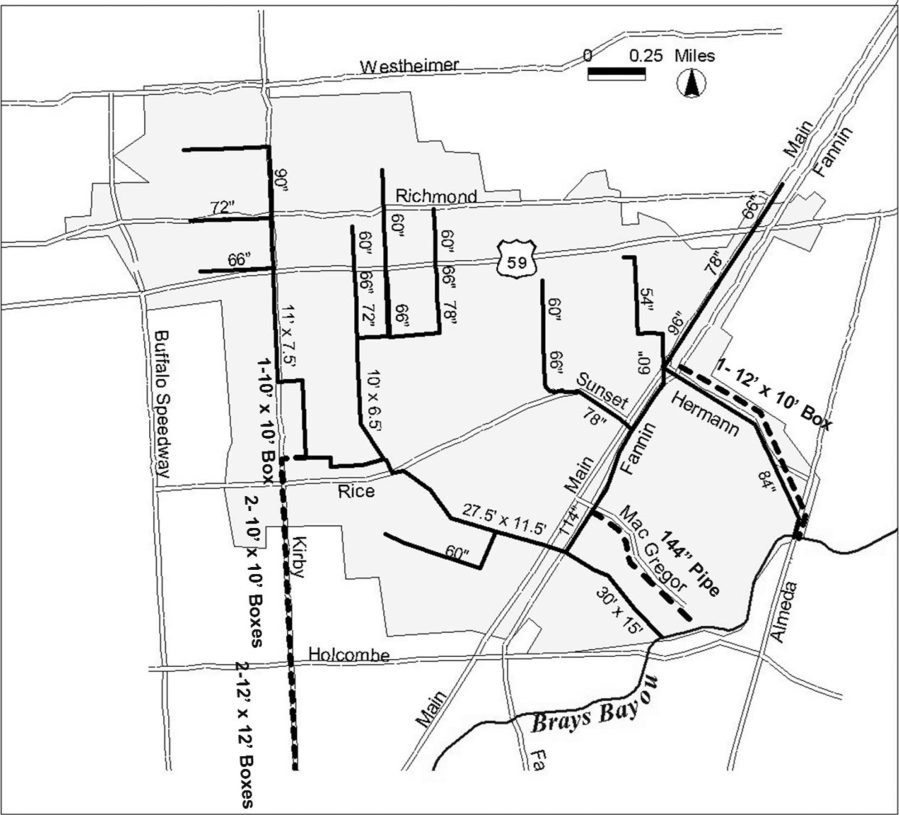 Westheimer
0 0.25 Miles
Main
Fannin
90"
72"
Richmond
66"
60"
60"
60"
59
78"
66"
66"
66"
78"
72"
66"
54"
96"
60"
60"
66"
11' x 7.5'
10' x 6.5'
Buffalo Speedway
1-10' x 10' Box
Sunset
78"
1- 12' x 10' Box
Hermann
84"
Fannin
Main
Rice
27.5' x 11.5'
114"
Mac Gregor
144" Pipe
2- 10' x 10' Boxes
Kirby
60"
30' x 15'
Almeda
Holcombe
2-12' x 12' Boxes
Main
Brays Bayou
Fa